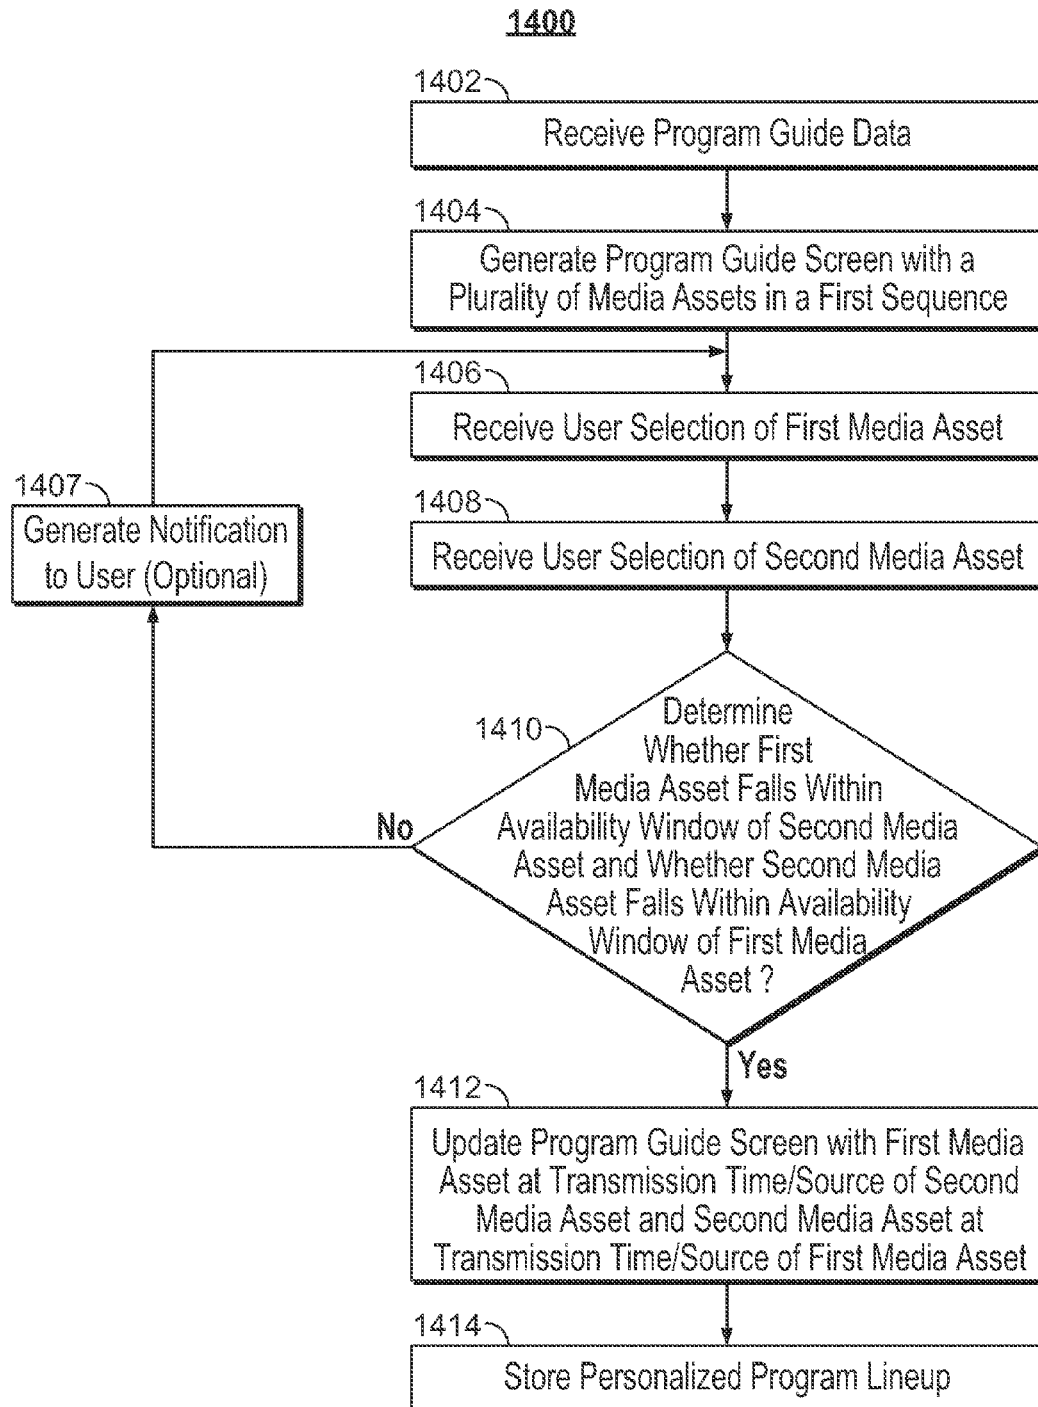 1400
1402
Receive Program Guide Data
1404
Generate Program Guide Screen with a
Plurality of Media Assets in a First Sequence
1406
Receive User Selection of First Media Asset
1407
Generate Notification
to User (Optional)
1408
Receive User Selection of Second Media Asset
1410
Determine
Whether First
Media Asset Falls Within
Availability Window of Second Media
Asset and Whether Second Media
Asset Falls Within Availability
Window of First Media
Asset ?
No
Yes
1412
Update Program Guide Screen with First Media
Asset at Transmission Time/Source of Second
Media Asset and Second Media Asset at
Transmission Time/Source of First Media Asset
1414
Store Personalized Program Lineup